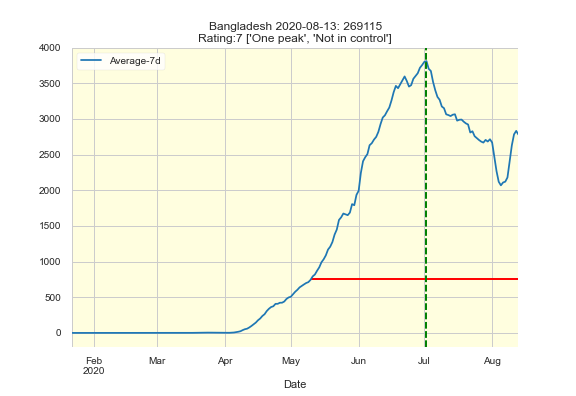 Bangladesh 2020-08-13: 269115
Rating:7 ['One peak', 'Not in control']
Average-7d
4000
3500
3000
2500
2000
1500
1000
500
0
Feb
2020
Mar
Apr
May
Jun
Jul
Aug
Date